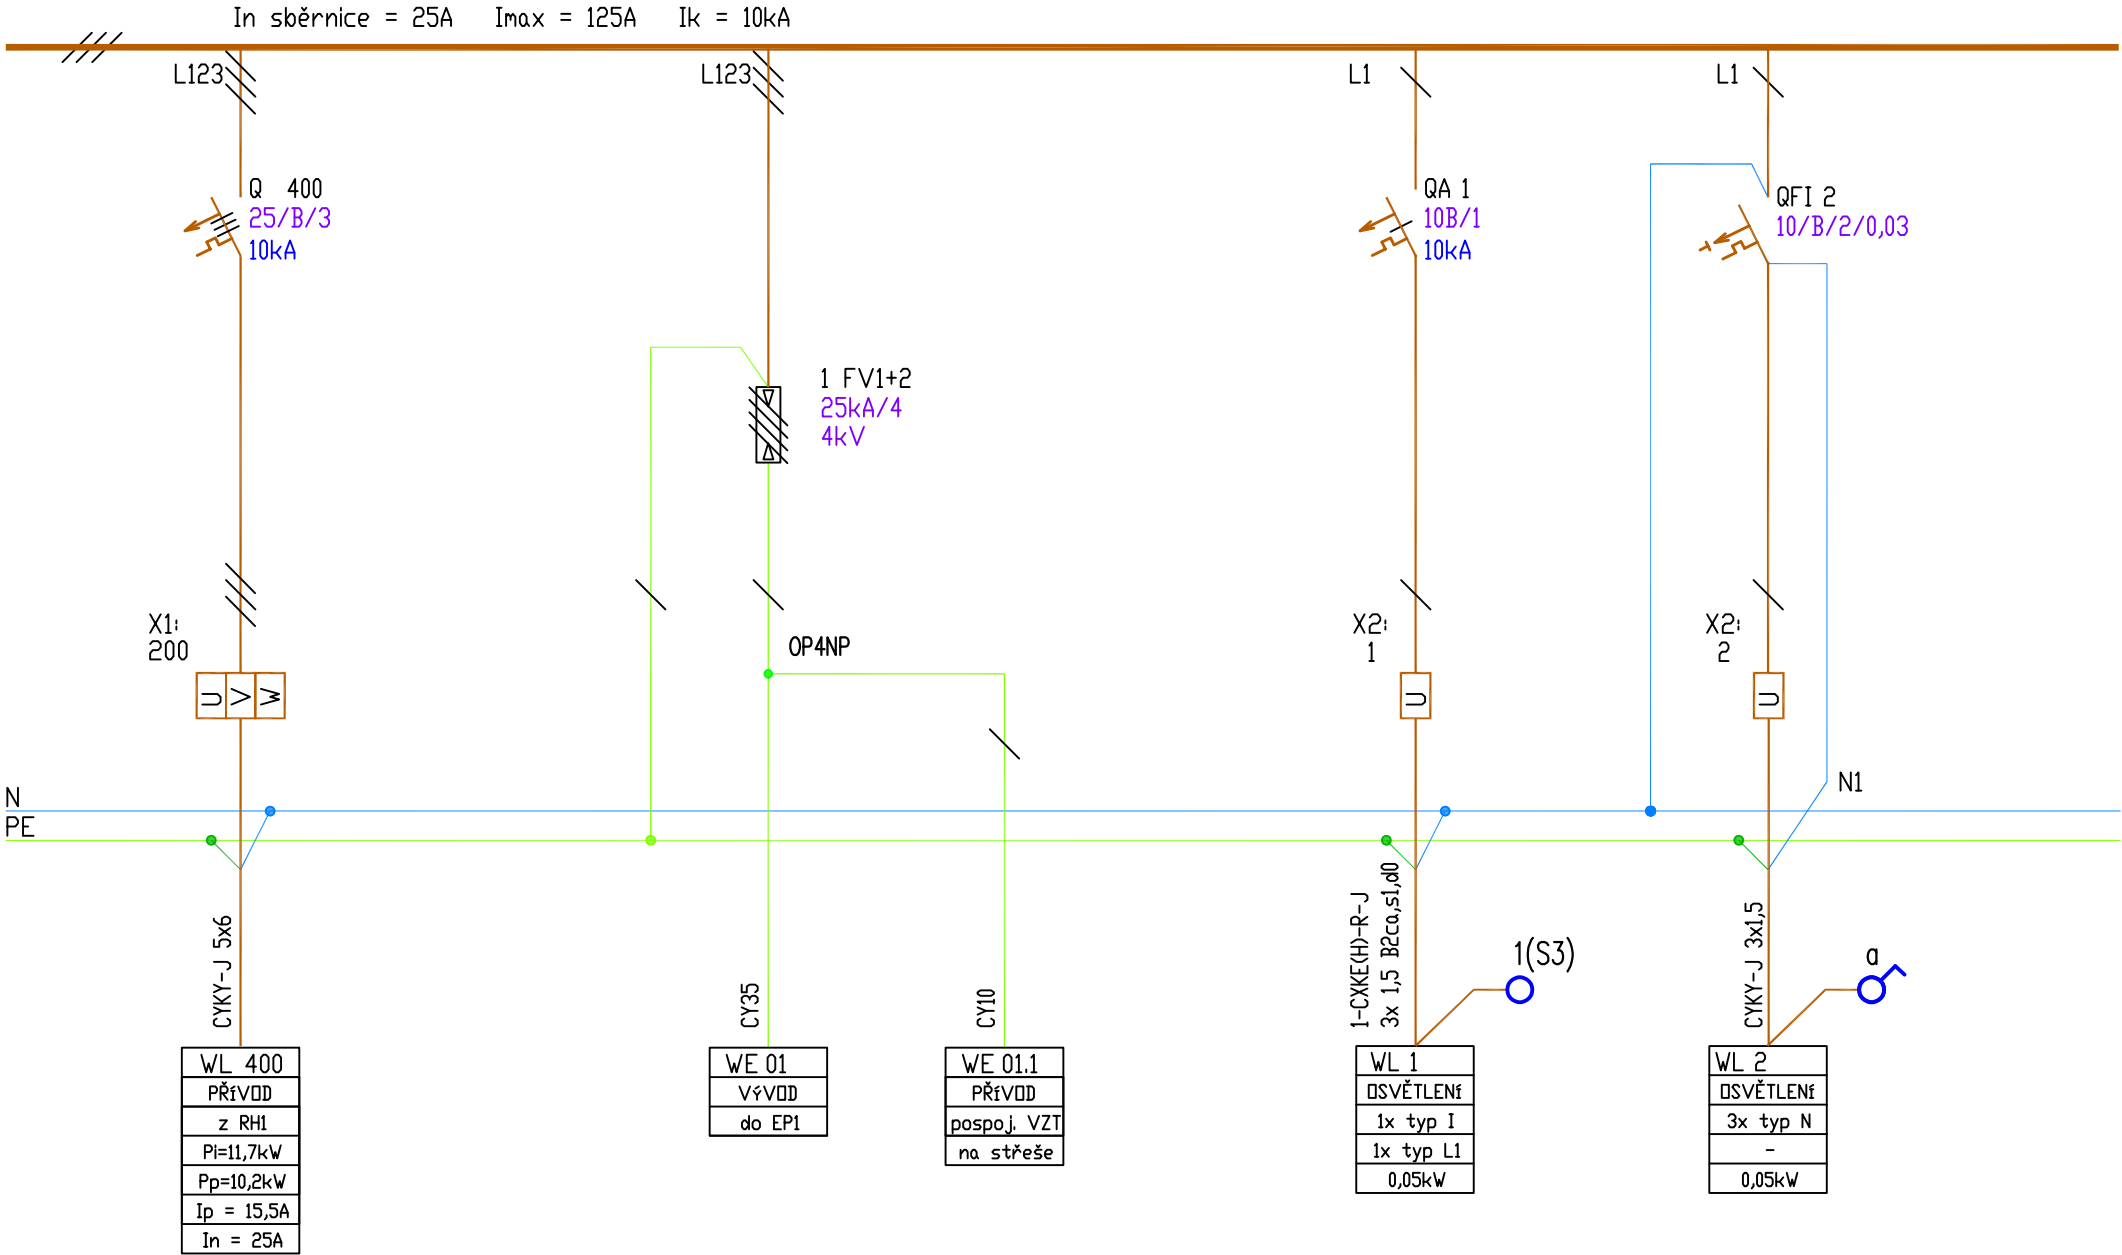 In sběrnice = 25A   Imax = 125A   Ik = 10kA
L123
L123
L1
L1
Q 400
25/B/3
10kA
QA 1
10B/1
10kA
QFI 2
10/B/2/0,03
1 FV1+2
25kA/4
4kV
X1:
200
U V W
OP4NP
X2:
1
U
X2:
2
U
N
PE
N1
CYKY-J 5x6
CY35
CY10
1-CXKE(H)-R-J
3x 1,5 B2ca,s1,d0
CYKY-J 3x1,5
1(S3)
a
WL 400
PŘÍVOD
z RH1
Pi=11,7kW
Pp=10,2kW
Ip = 15,5A
In = 25A
WE 01
VÝVOD
do EP1
WE 01.1
PŘÍVOD
pospoj. VZT
na střeše
WL 1
OSVĚTLENÍ
1x typ I
1x typ L1
0,05kW
WL 2
OSVĚTLENÍ
3x typ N
-
0,05kW